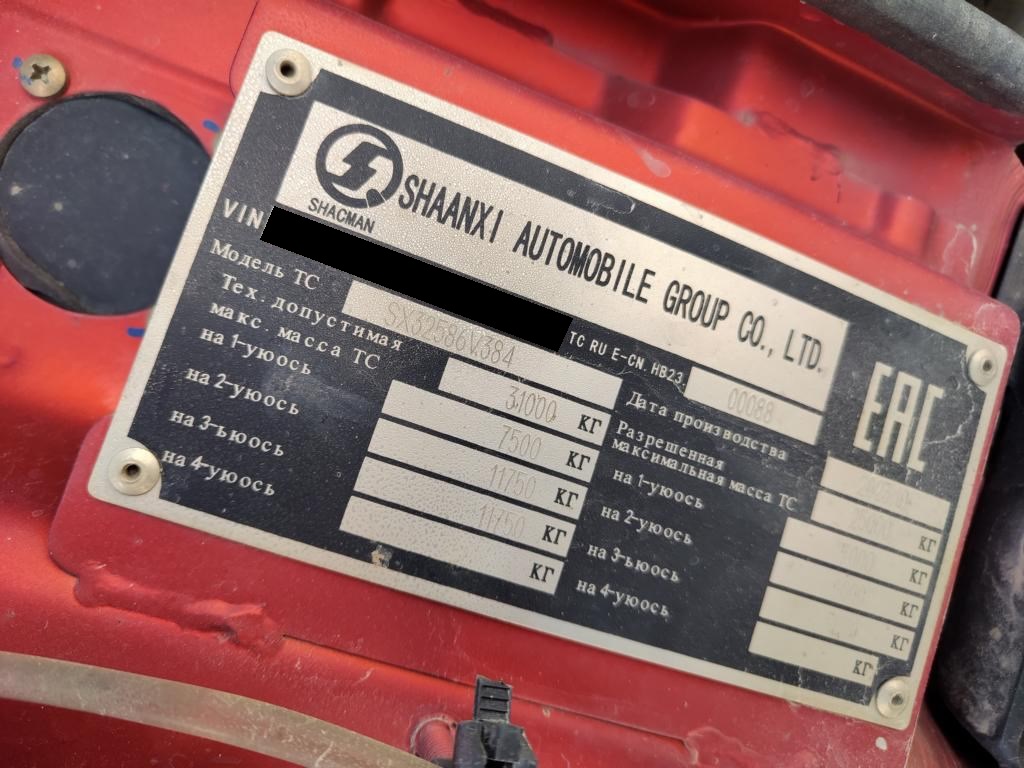 SHACMAN
SHAANXI AUTOMOBILE GROUP CO., LTD.
VIN
TC RU E-CN.HB23. 00088
Модель ТС SX32586V384
Дата производства
Тех. допустимая
макс. масса ТС 31000 кг
на 1-уюось 7500 кг
на 2-уюось 11750 кг
на 3-ьюось 11750 кг
на 4-уюось кг
Разрешенная
максимальная масса ТС кг
на 1-уюось кг
на 2-уюось кг
на 3-ьюось кг
на 4-уюось кг
EAC